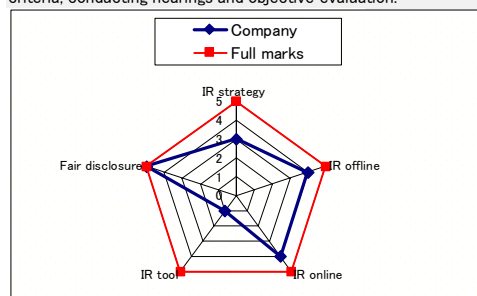 criteria, conducting hearings and objective evaluation.
Company
Full marks
IR strategy
5
4
3
2
1
0
Fair disclosure
IR offline
IR tool
IR online